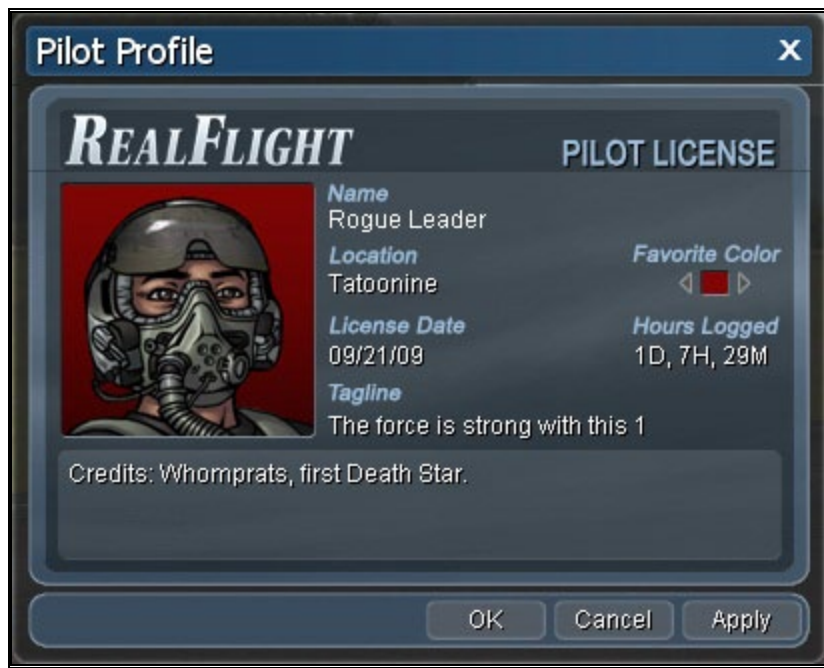 Pilot Profile X
REALFLIGHT PILOT LICENSE
Name
Rogue Leader
Location Favorite Color
Tatoonine
License Date Hours Logged
09/21/09 1D, 7H, 29M
Tagline
The force is strong with this 1
Credits: Whomprats, first Death Star.
OK Cancel Apply